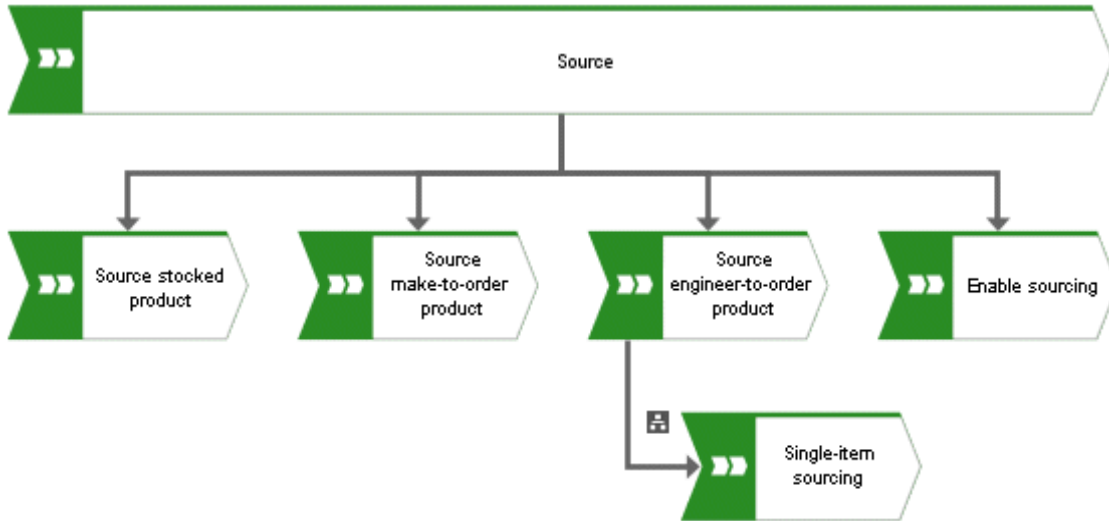 Source
Source stocked
product
Source
make-to-order
product
Source
engineer-to-order
product
Enable sourcing
Single-item
sourcing